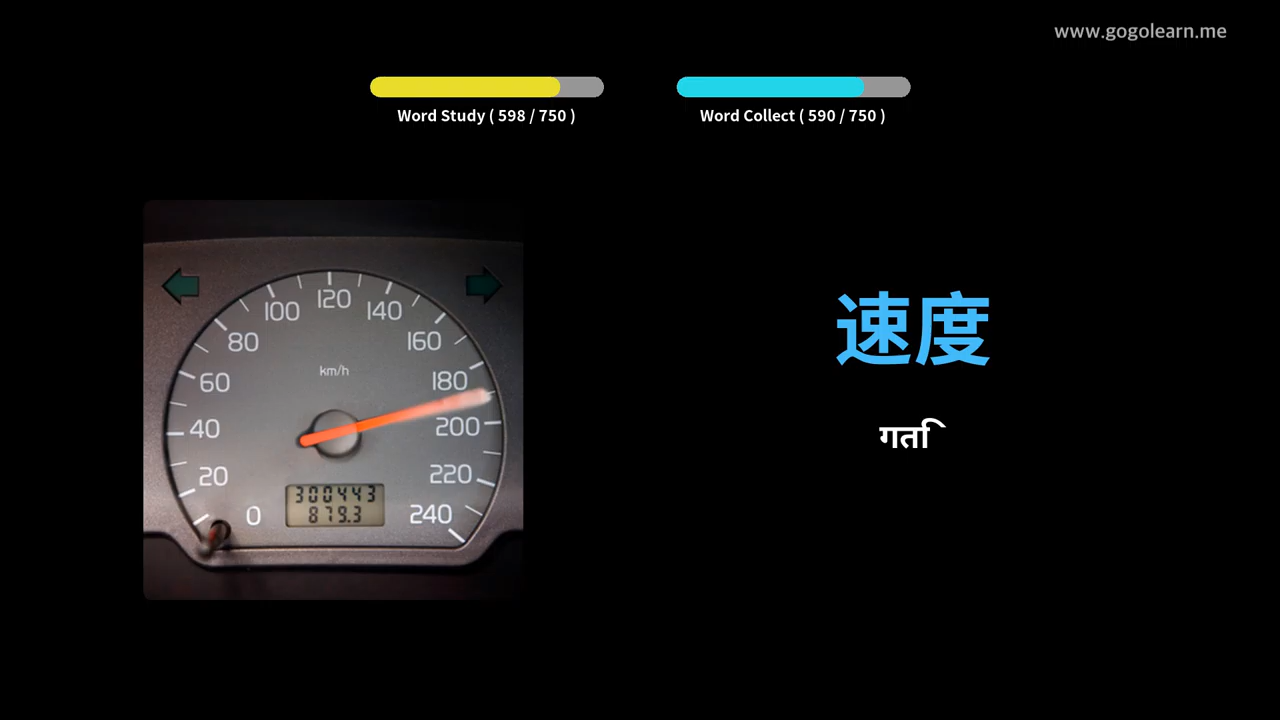 www.gogolearn.me
Word Study ( 598 / 750 )
Word Collect ( 590 / 750 )
速度
गति
0
20
40
60
80
100
120
140
160
180
200
220
240
km/h
300443
879.3